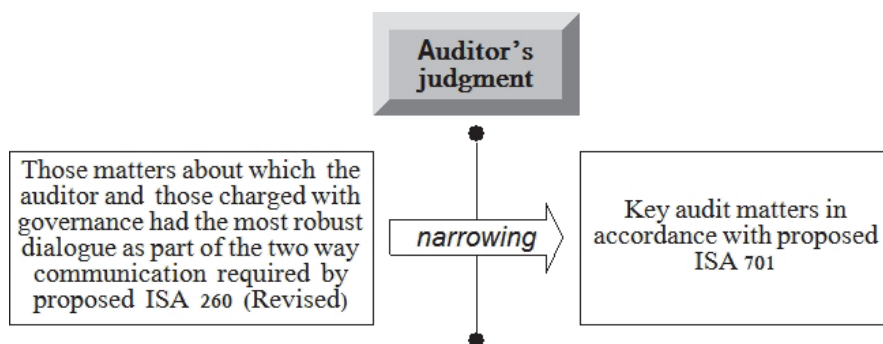 Auditor's
judgment
Those matters about which the
auditor and those charged with
governance had the most robust
dialogue as part of the two way
communication required by
proposed ISA 260 (Revised)
narrowing
Key audit matters in
accordance with proposed
ISA 701